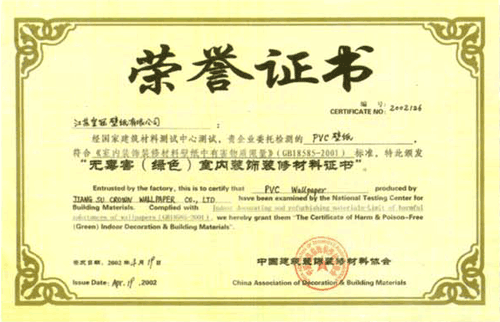 荣誉证书
编号:
CERTIFICATE NO.: 2002126
江苏皇冠壁纸有限公司:
经国家建筑材料测试中心测试,贵企业委托检测的 PVC壁纸
符合《室内装饰装修材料壁纸中有害物质限量》(GB18585-2001)标准,特此颁发
“无毒害(绿色)室内装饰装修材料证书”。
Entrusted by the factory, this is to certify that PVC Wallpaper produced by
JIANG SU CROWN WALLPAPER CO., LTD have been examined by the National Testing Center for
Building Materials. Complied with Indoor decorating and refurbishing materials-Limit of harmful
substances of wallpapers (GB18585-2001), we hereby grant them "The Certificate of Harm & Poison-Free
(Green) Indoor Decoration & Building Materials".
发证日期: 2002年4月19日
中国建筑装饰装修材料协会
Issue Date: Apr, 19, 2002
China Association of Decoration & Building Materials